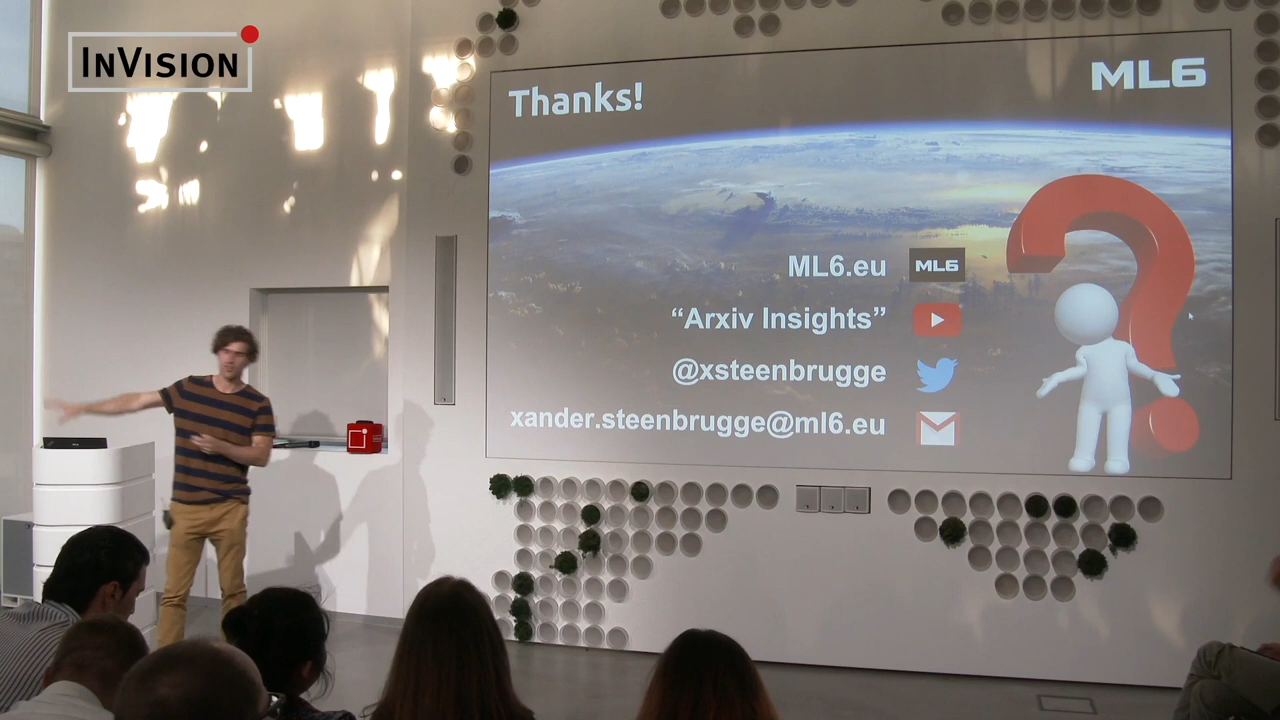 INVISION
Thanks!
ML6
ML6.eu
ML6
“Arxiv Insights”
@xsteenbrugge
xander.steenbrugge@ml6.eu